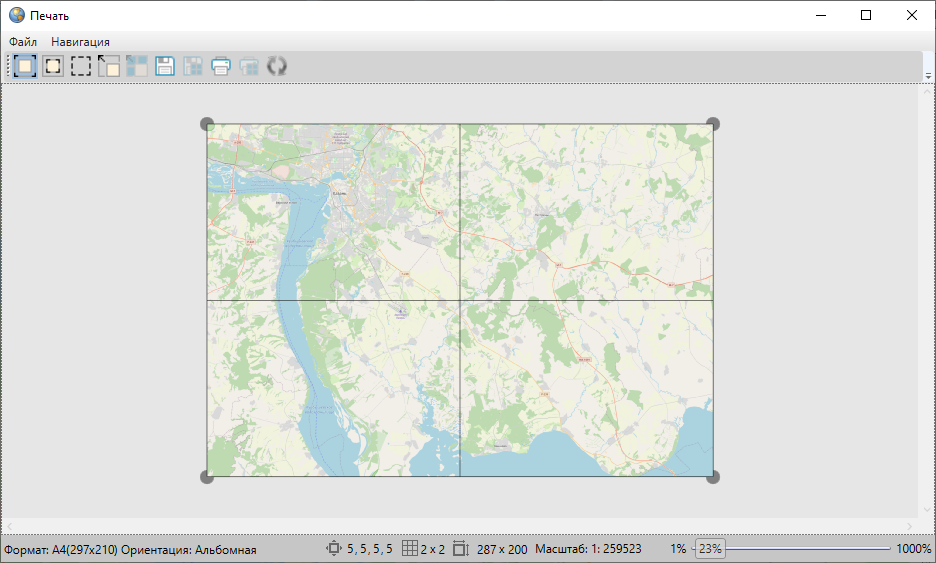 Печать
Файл Навигация
Формат: A4(297x210) Ориентация: Альбомная 5, 5, 5, 5 2 x 2 287 x 200 Масштаб: 1: 259523 1% 23% 1000%